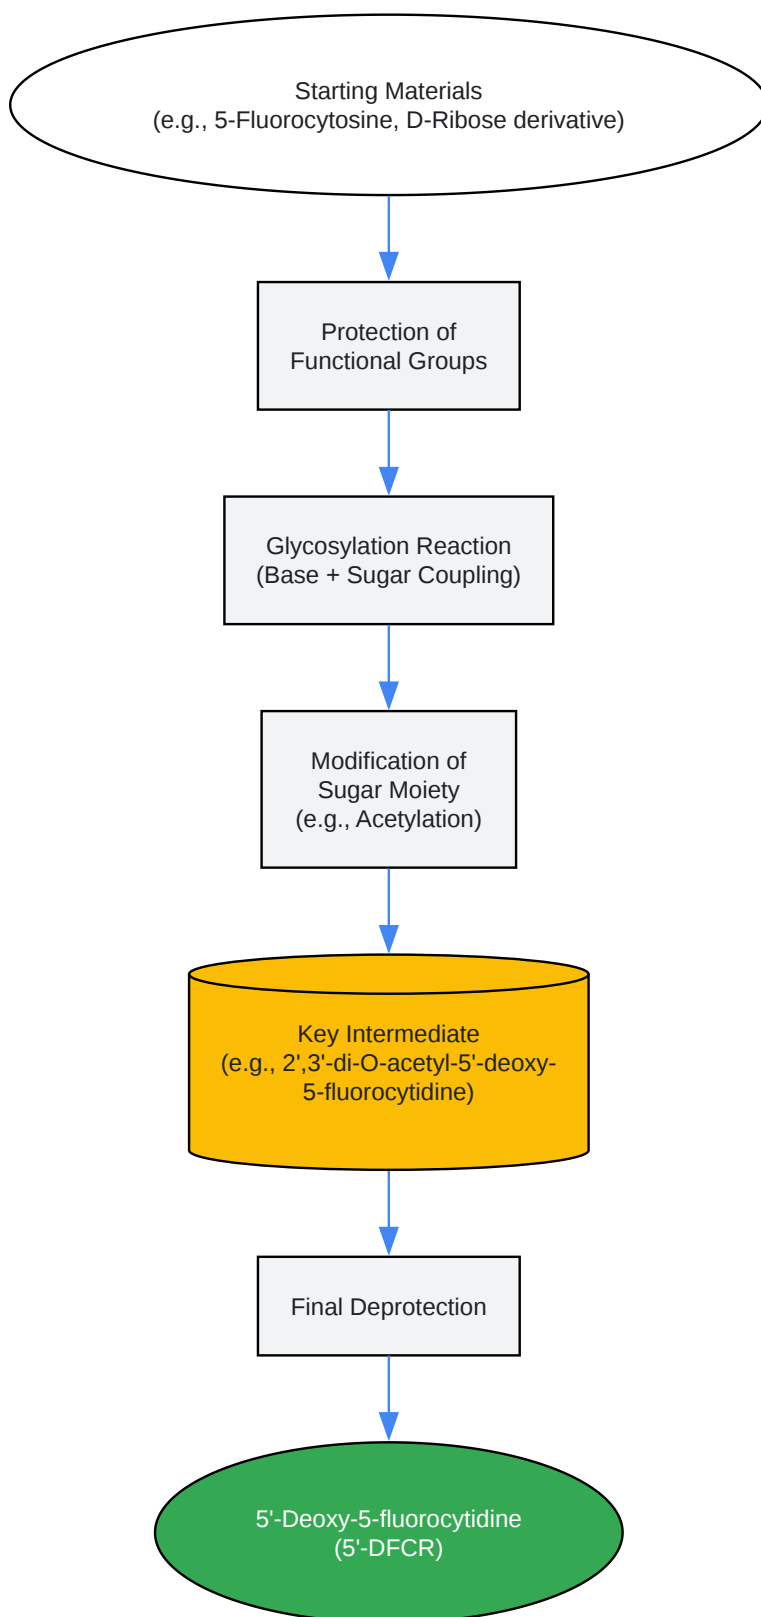 Starting Materials
(e.g., 5-Fluorocytosine, D-Ribose derivative)
Protection of
Functional Groups
Glycosylation Reaction
(Base + Sugar Coupling)
Modification of
Sugar Moiety
(e.g., Acetylation)
Key Intermediate
(e.g., 2',3'-di-O-acetyl-5'-deoxy-
5-fluorocytidine)
Final Deprotection
5'-Deoxy-5-fluorocytidine
(5'-DFCR)